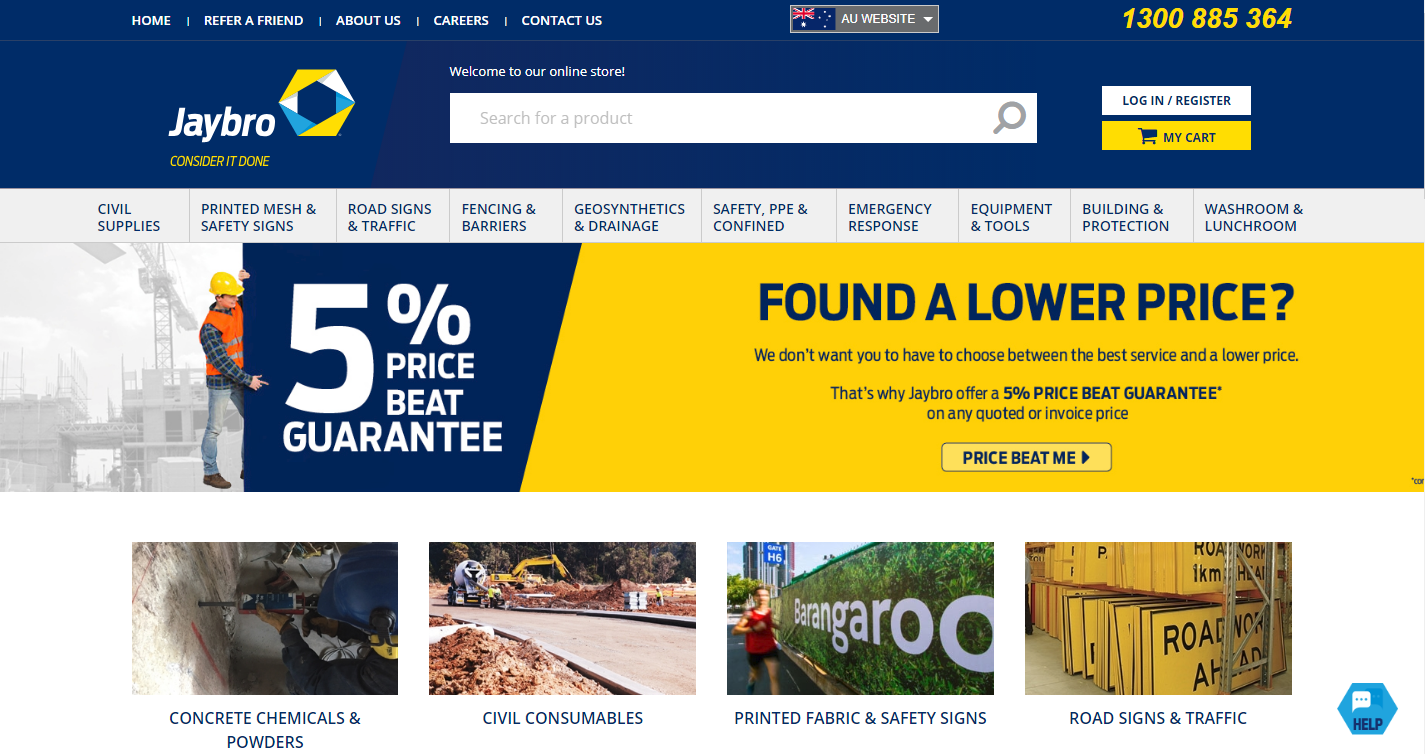 HOME | REFER A FRIEND | ABOUT US | CAREERS | CONTACT US
AU WEBSITE
1300 885 364
Welcome to our online store!
Jaybro
CONSIDER IT DONE
Search for a product
LOG IN / REGISTER
MY CART
CIVIL
SUPPLIES
PRINTED MESH &
SAFETY SIGNS
ROAD SIGNS
& TRAFFIC
FENCING &
BARRIERS
GEOSYNTHETICS
& DRAINAGE
SAFETY, PPE &
CONFINED
EMERGENCY
RESPONSE
EQUIPMENT
& TOOLS
BUILDING &
PROTECTION
WASHROOM &
LUNCHROOM
5%
PRICE
BEAT
GUARANTEE
FOUND A LOWER PRICE?
We don't want you to have to choose between the best service and a lower price.
That's why Jaybro offer a 5% PRICE BEAT GUARANTEE*
on any quoted or invoice price
PRICE BEAT ME
GATE
H6
Barangaroo
ROAD WORK
1km AHEAD
ROAD WORK
AHEAD
CONCRETE CHEMICALS &
POWDERS
CIVIL CONSUMABLES
PRINTED FABRIC & SAFETY SIGNS
ROAD SIGNS & TRAFFIC
HELP